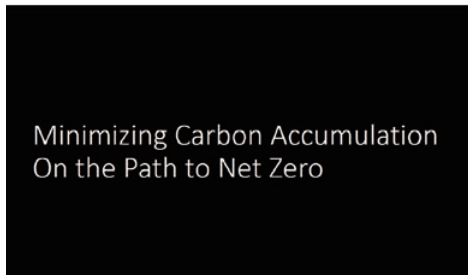 Minimizing Carbon Accumulation
On the Path to Net Zero